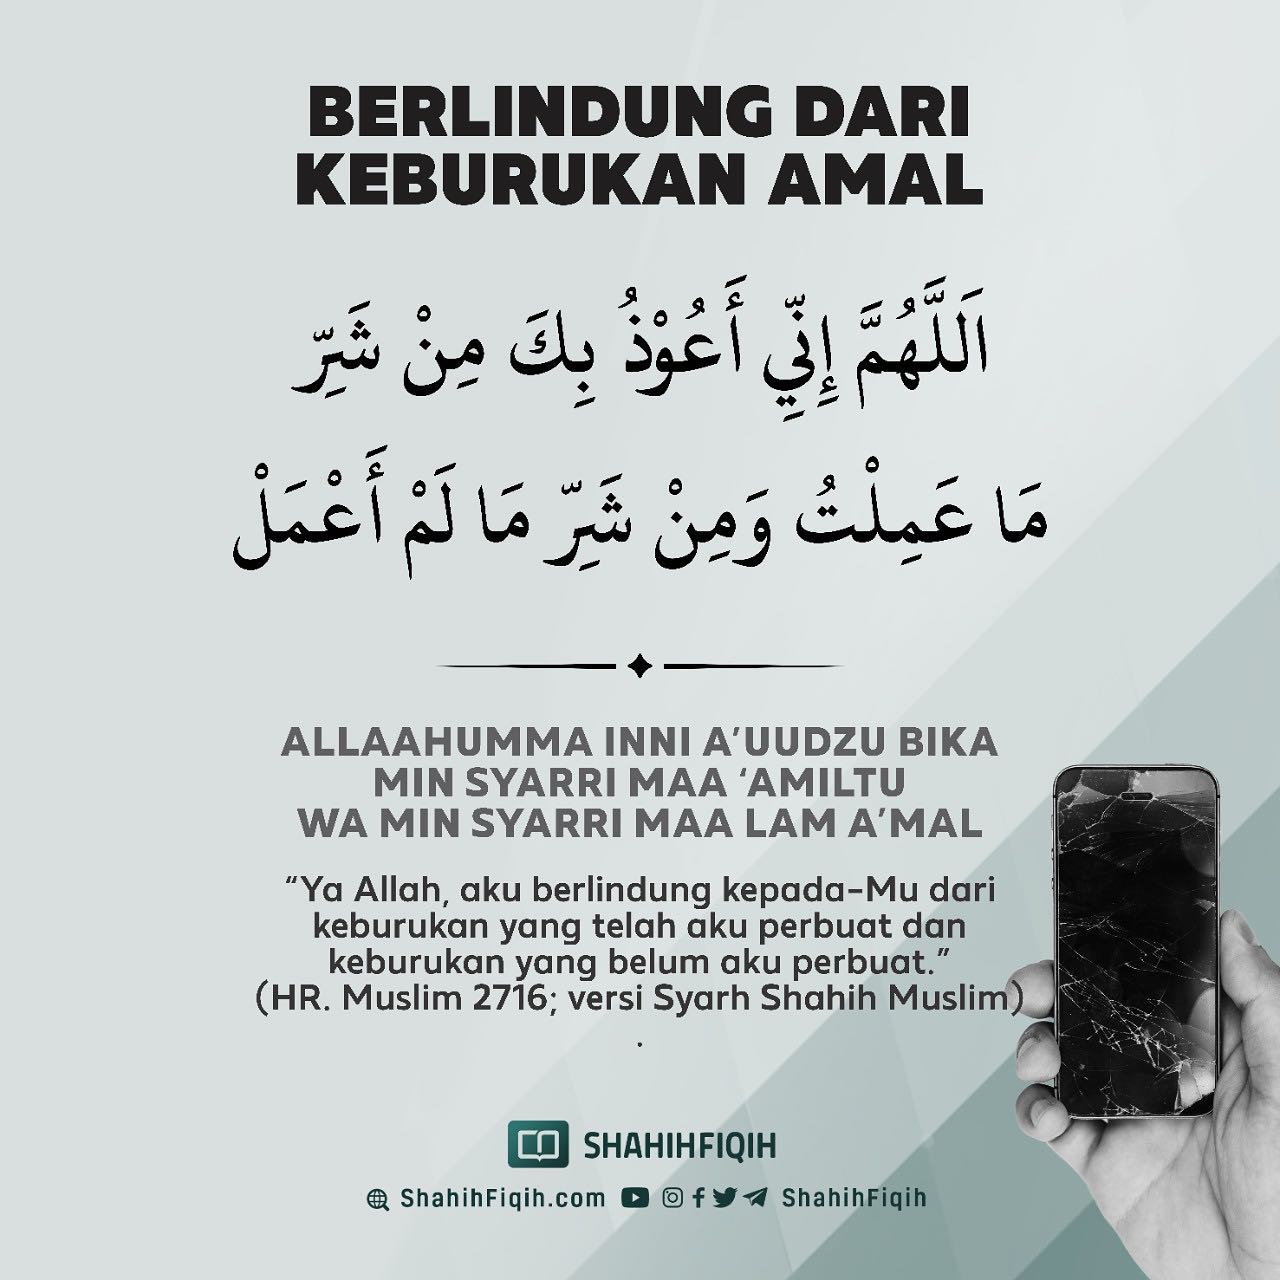 BERLINDUNG DARI
KEBURUKAN AMAL
اَللَّهُمَّ إِنِّي أَعُوْذُ بِكَ مِنْ شَرِّ
مَا عَمِلْتُ وَمِنْ شَرِّ مَا لَمْ أَعْمَلْ
ALLAAHUMMA INNI A’UUDZU BIKA
MIN SYARRI MAA ‘AMILTU
WA MIN SYARRI MAA LAM A’MAL
“Ya Allah, aku berlindung kepada-Mu dari
keburukan yang telah aku perbuat dan
keburukan yang belum aku perbuat.”
(HR. Muslim 2716; versi Syarh Shahih Muslim)
.
SHAHIHFIQIH
ShahihFiqih.com ShahihFiqih